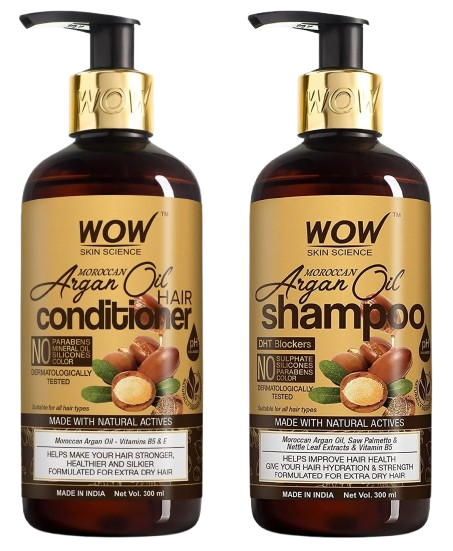 WOW
WOW
™
SKIN SCIENCE
MOROCCAN
Argan Oil
HAIR
conditioner
NO
PARABENS
MINERAL OIL
SILICONES
COLOR
DERMATOLOGICALLY
TESTED
pH
Suitable for all hair types
MADE WITH NATURAL ACTIVES
Moroccan Argan Oil - Vitamins B5 & E
HELPS MAKE YOUR HAIR STRONGER,
HEALTHIER AND SILKIER
FORMULATED FOR EXTRA DRY HAIR
MADE IN INDIA Net Vol. 300 ml
WOW
WOW
™
SKIN SCIENCE
MOROCCAN
Argan Oil
shampoo
DHT Blockers
NO
SULPHATE
SILICONES
PARABENS
COLOR
DERMATOLOGICALLY
TESTED
pH
Suitable for all hair types
MADE WITH NATURAL ACTIVES
Moroccan Argan Oil, Saw Palmetto &
Nettle Leaf Extracts & Vitamin B5
HELPS IMPROVE HAIR HEALTH
GIVE YOUR HAIR HYDRATION & STRENGTH
FORMULATED FOR EXTRA DRY HAIR
MADE IN INDIA Net Vol. 300 ml